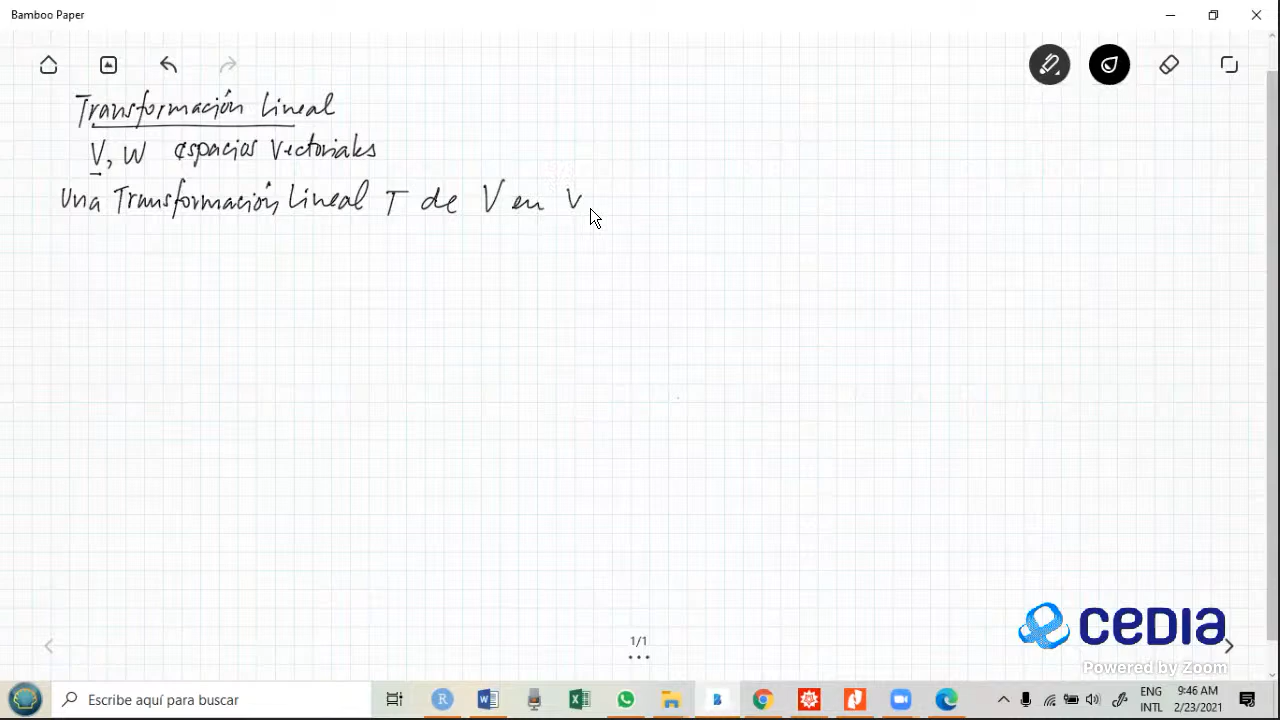 Bamboo Paper
Transformación Lineal
V, W espacios Vectoriales
Una Transformación Lineal T de V en V
1/1
CEDIA
Powered by Zoom
Escribe aquí para buscar
ENG
INTL
9:46 AM
2/23/2021